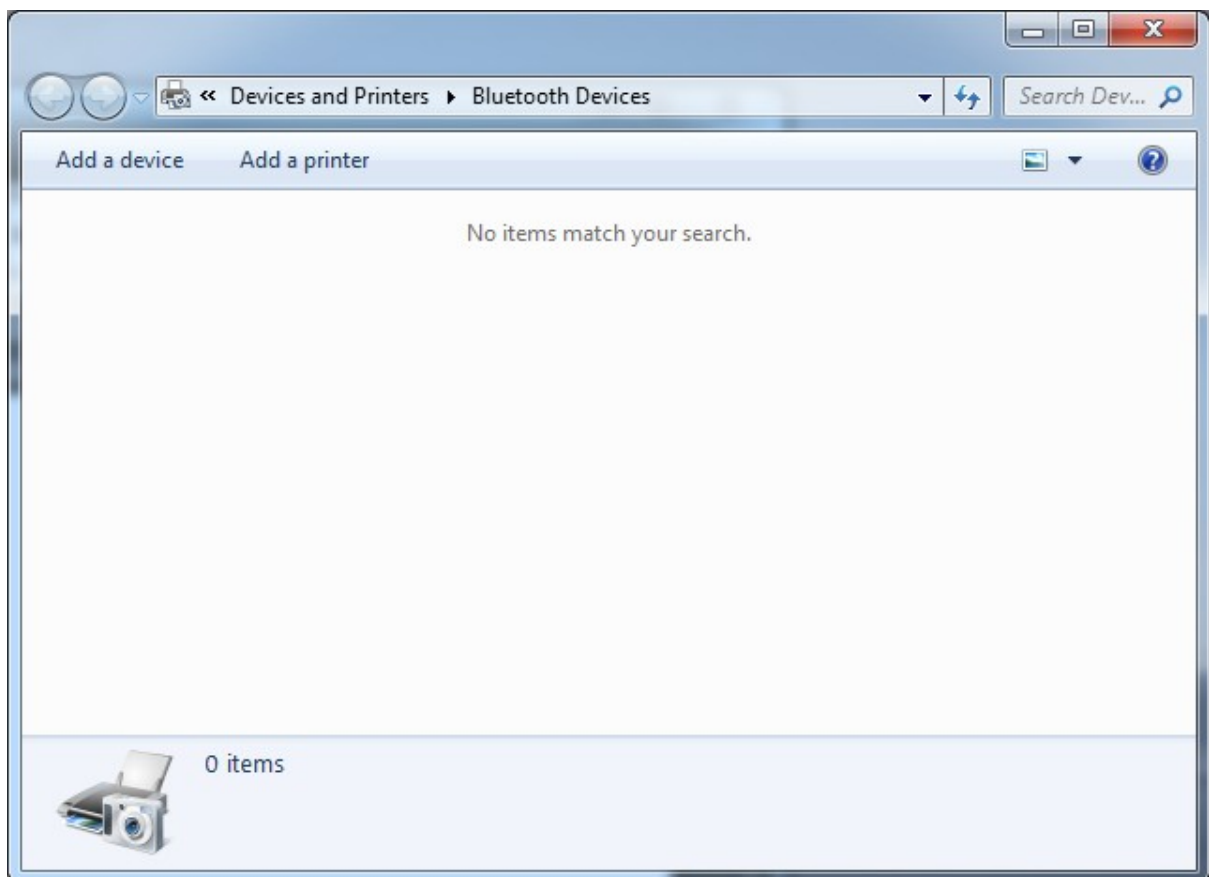 « Devices and Printers ▸ Bluetooth Devices
Search Dev...
Add a device Add a printer
No items match your search.
0 items